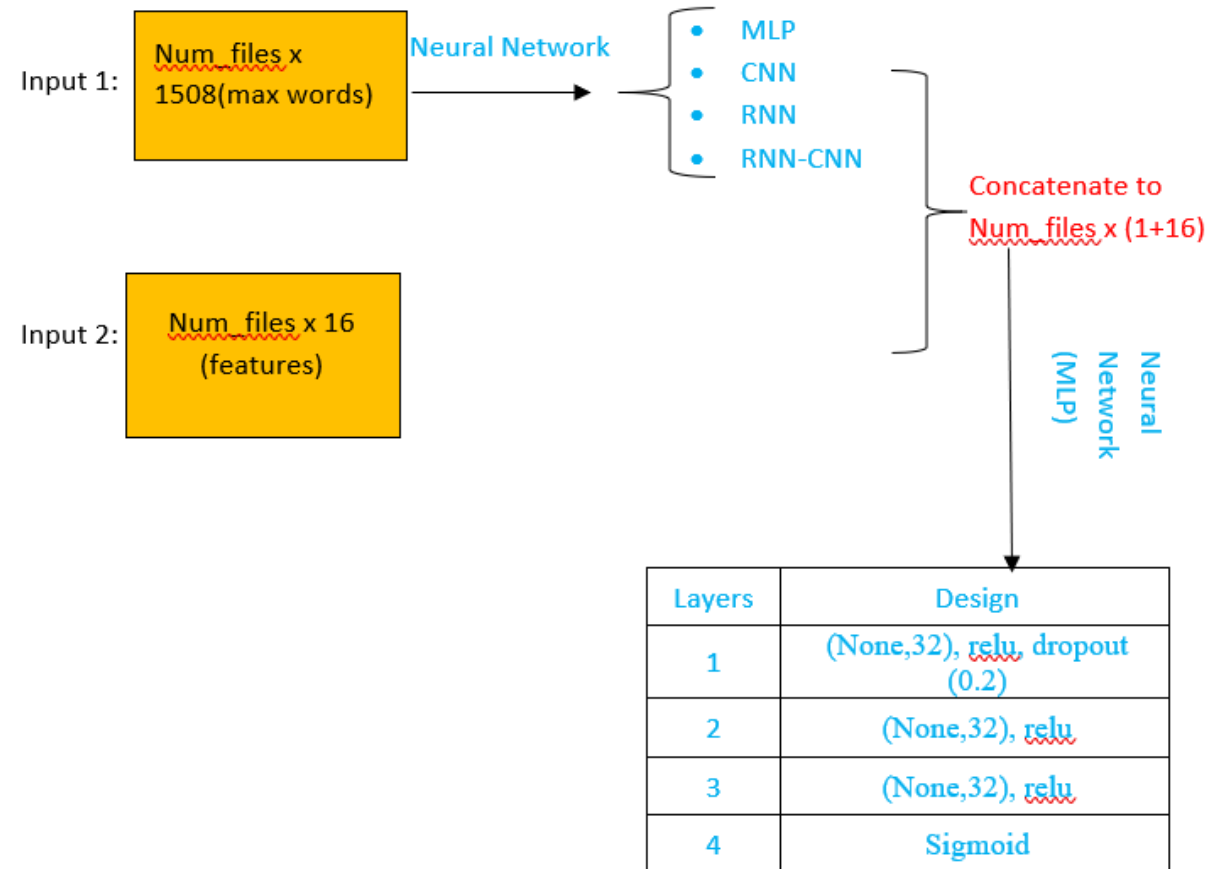 Input 1:
Num_files x
1508(max words)
Neural Network
• MLP
• CNN
• RNN
• RNN-CNN
Concatenate to
Num_files x (1+16)
Input 2:
Num_files x 16
(features)
Neural
Network
(MLP)
Layers Design
1 (None,32), relu, dropout
(0.2)
2 (None,32), relu
3 (None,32), relu
4 Sigmoid